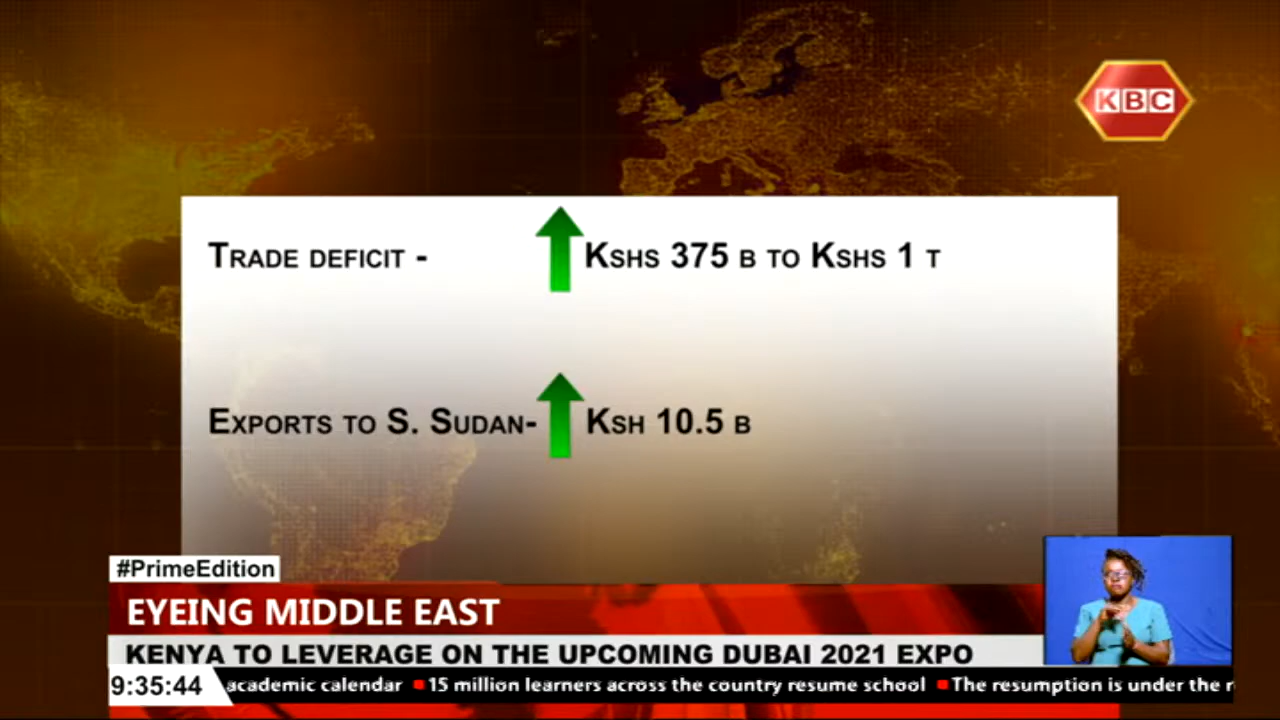 KBC
TRADE DEFICIT - KSHS 375 B TO KSHS 1 T
EXPORTS TO S. SUDAN- KSH 10.5 B
#PrimeEdition
EYEING MIDDLE EAST
KENYA TO LEVERAGE ON THE UPCOMING DUBAI 2021 EXPO
9:35:44 academic calendar 15 million learners across the country resume school The resumption is under the